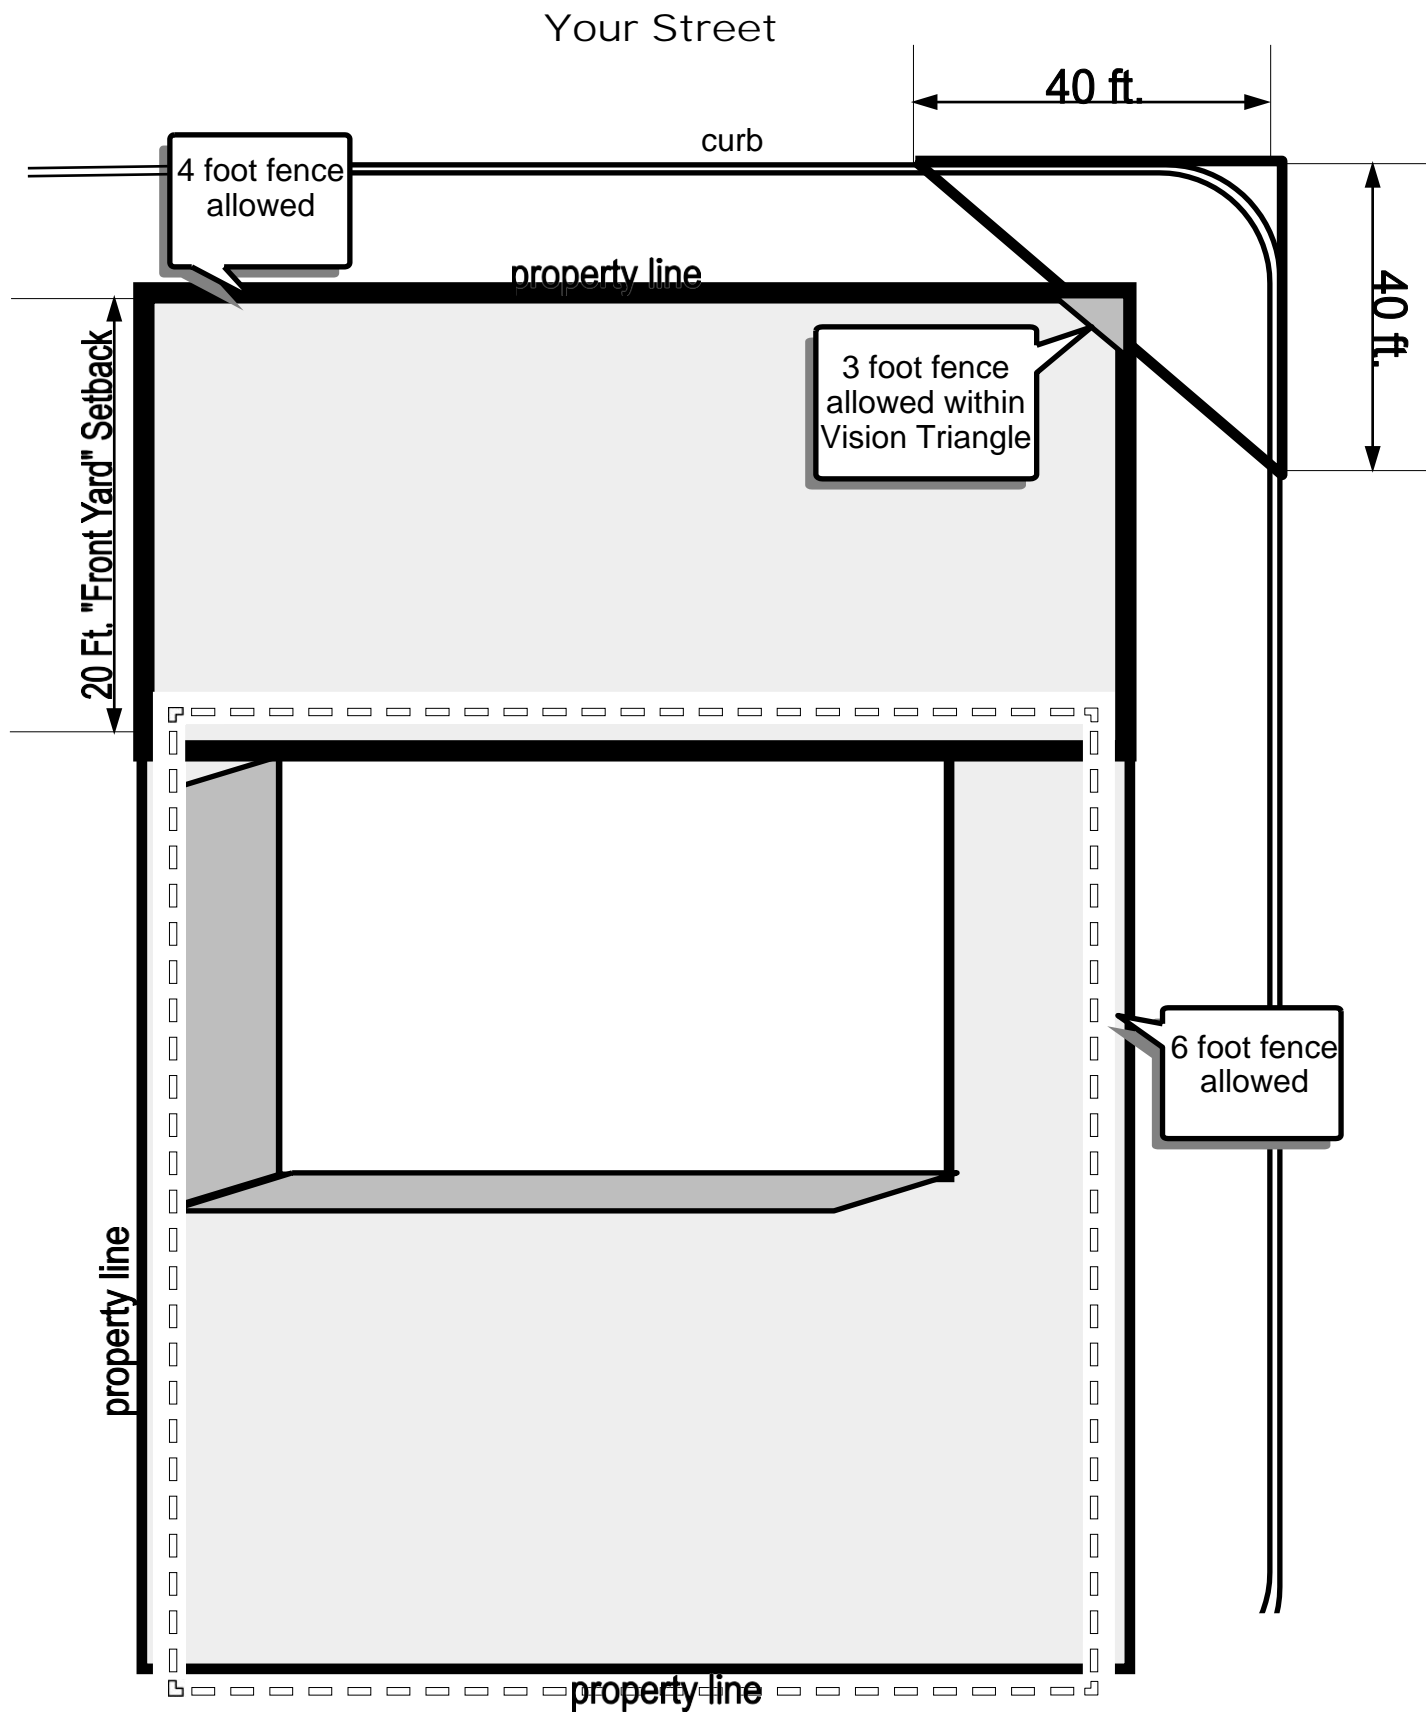 Your Street
40 ft.
curb
4 foot fence
allowed
property line
40 ft.
3 foot fence
allowed within
Vision Triangle
20 Ft. "Front Yard" Setback
6 foot fence
allowed
property line
property line